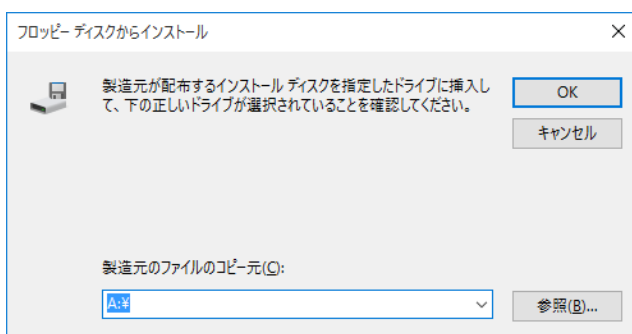 フロッピー ディスクからインストール
製造元が配布するインストール ディスクを指定したドライブに挿入し
て、下の正しいドライブが選択されていることを確認してください。
OK
キャンセル
製造元のファイルのコピー元(C):
A:¥
参照(B)...